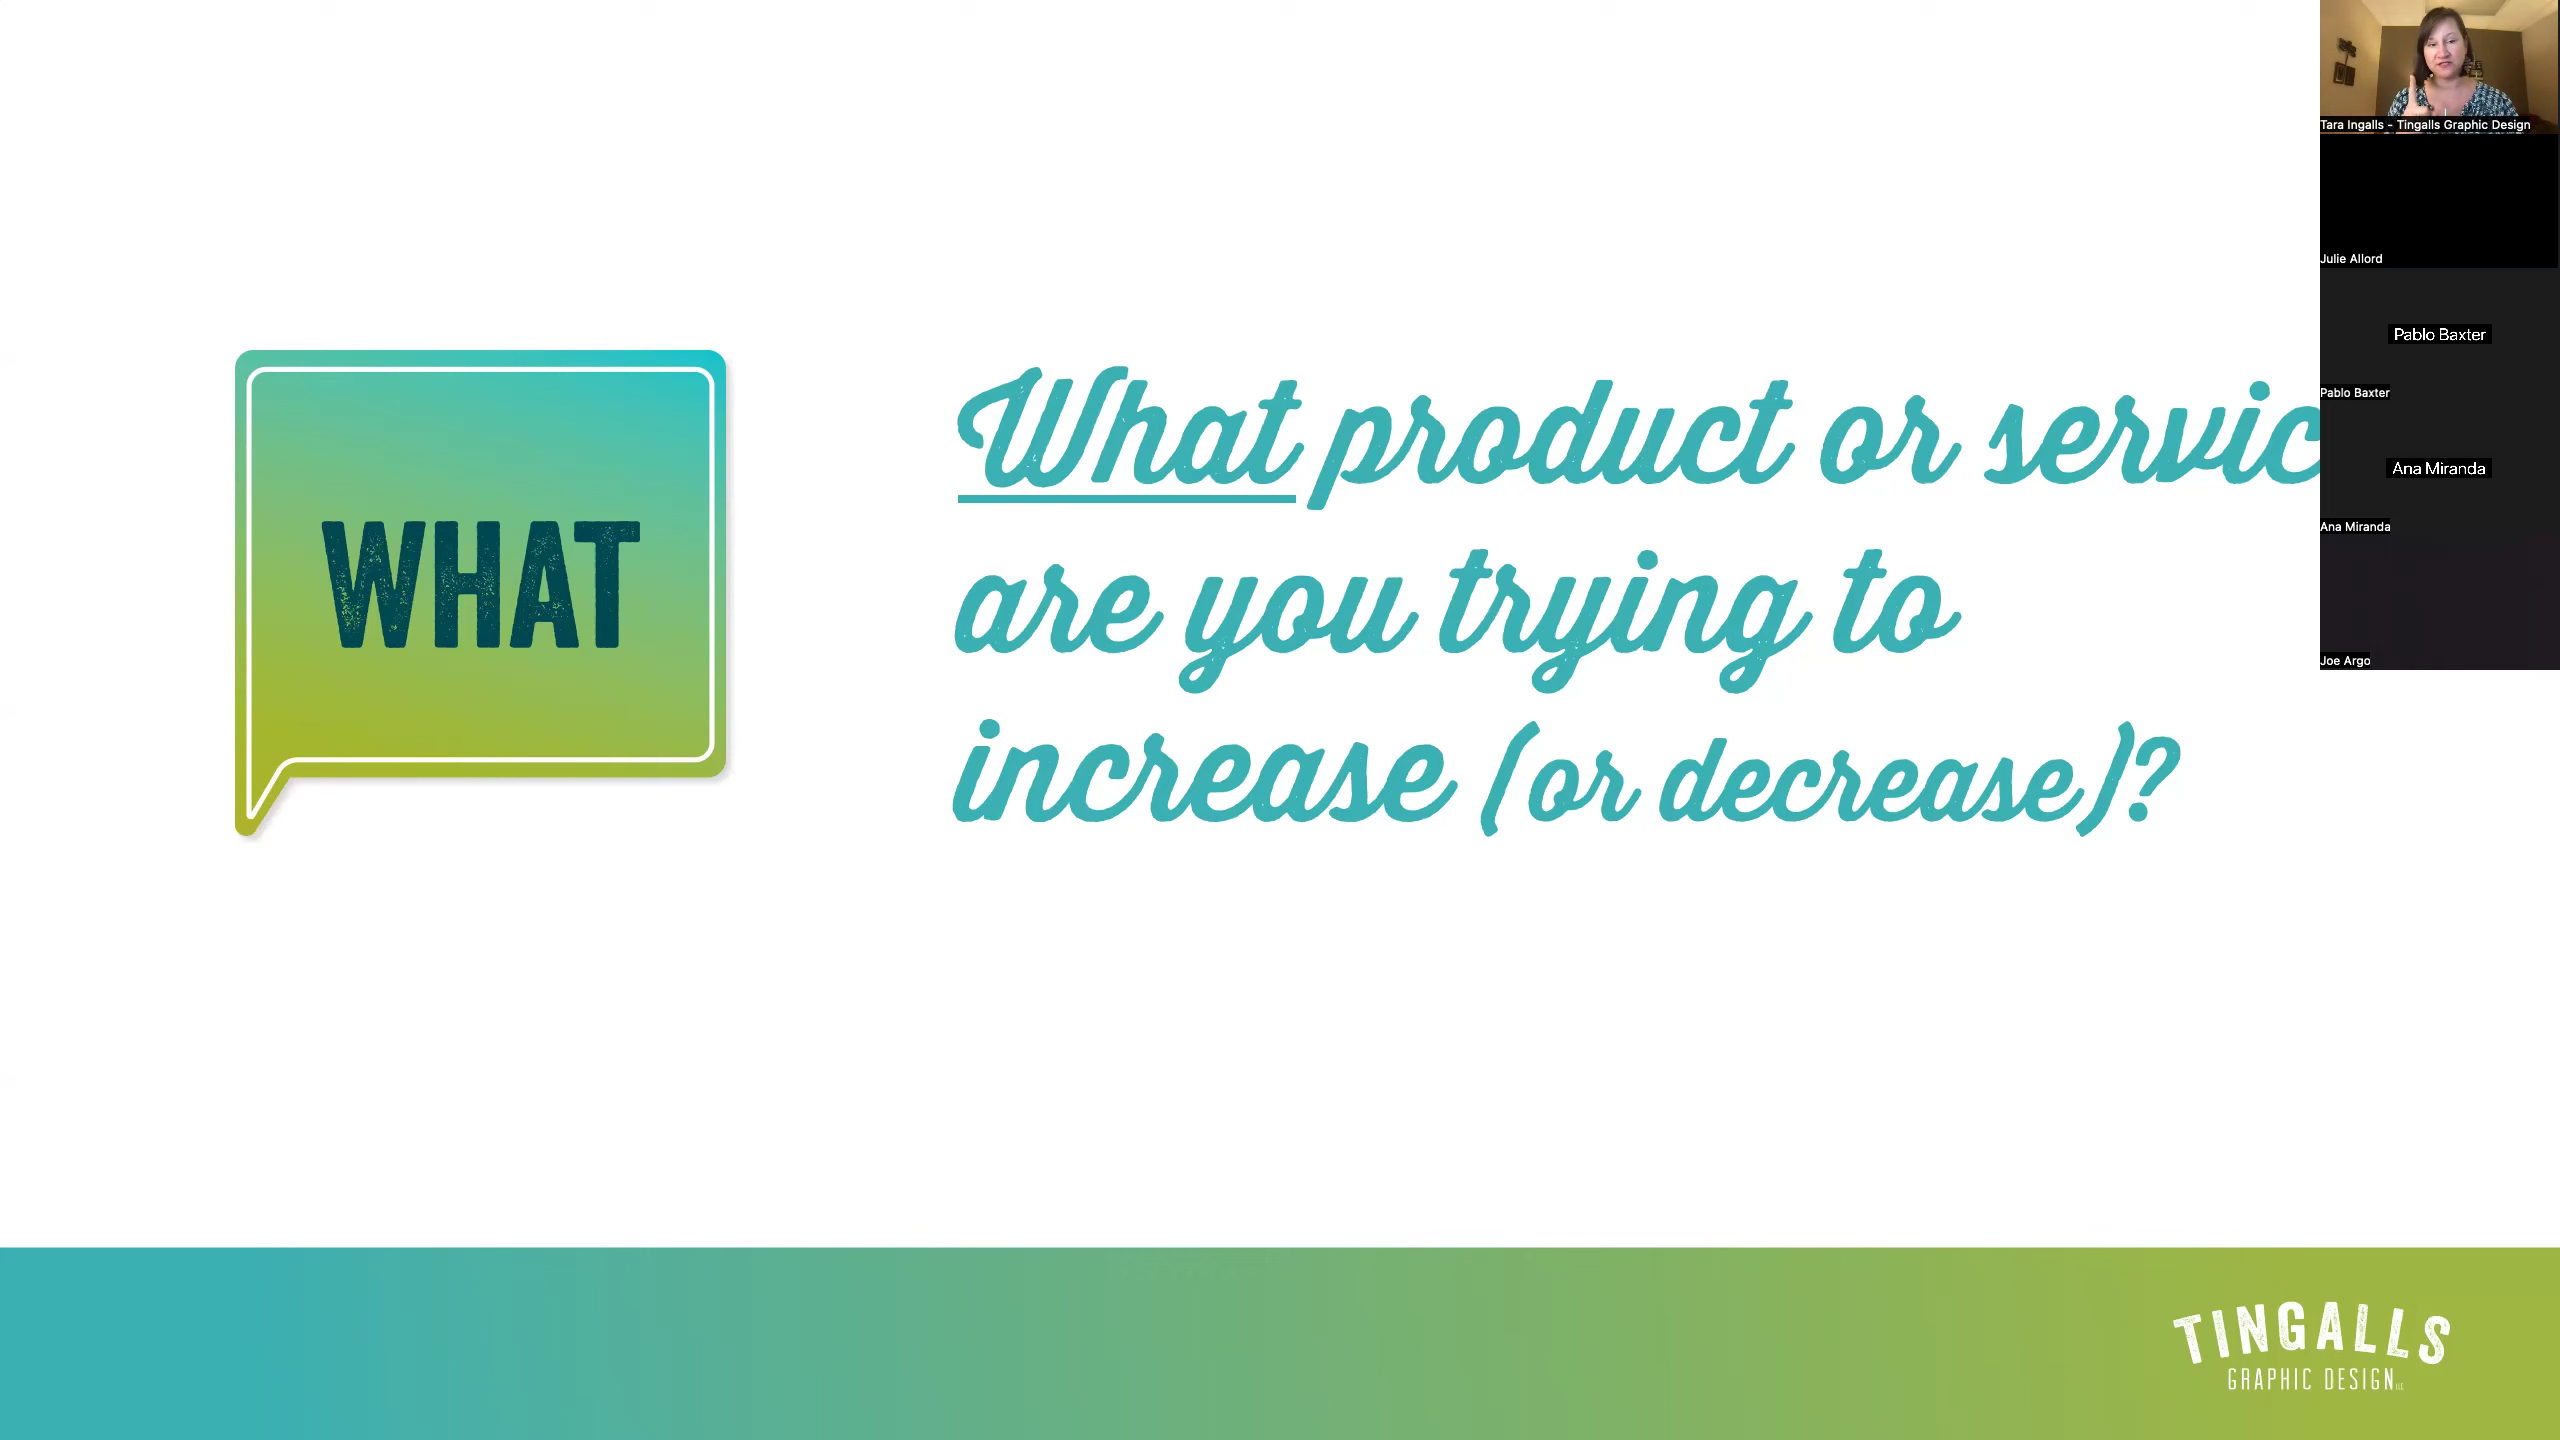 WHAT
What product or servic
are you trying to
increase (or decrease)?
Tara Ingalls - Tingalls Graphic Design
Julie Allord
Pablo Baxter
Pablo Baxter
Ana Miranda
Ana Miranda
Joe Argo
TINGALLS
GRAPHIC DESIGN LLC